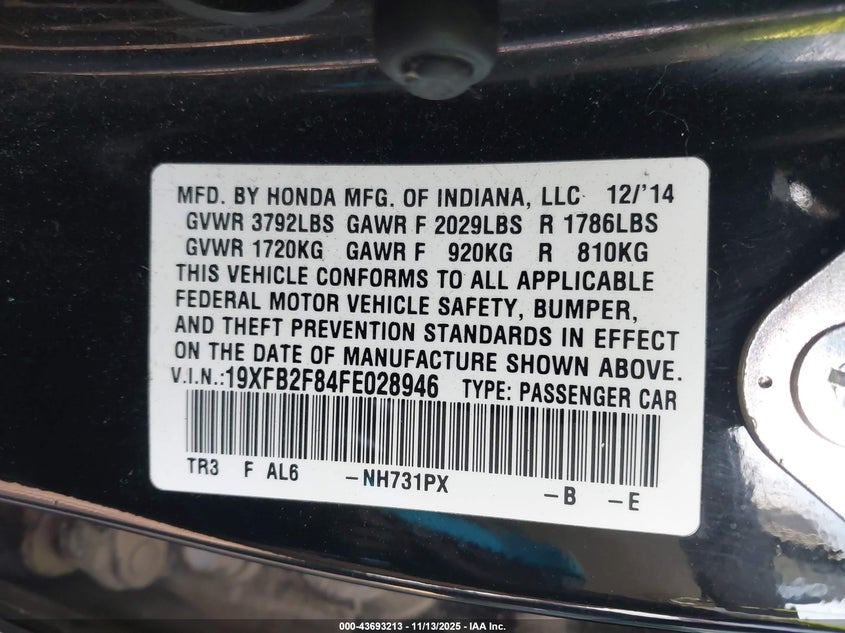 MFD. BY HONDA MFG. OF INDIANA, LLC 12/'14
GVWR 3792LBS GAWR F 2029LBS R 1786LBS
GVWR 1720KG GAWR F 920KG R 810KG
THIS VEHICLE CONFORMS TO ALL APPLICABLE
FEDERAL MOTOR VEHICLE SAFETY, BUMPER,
AND THEFT PREVENTION STANDARDS IN EFFECT
ON THE DATE OF MANUFACTURE SHOWN ABOVE.
V.I.N.:19XFB2F84FE028946 TYPE: PASSENGER CAR
TR3 F AL6 -NH731PX -B -E
000-43693213 - 11/13/2025 - IAA Inc.